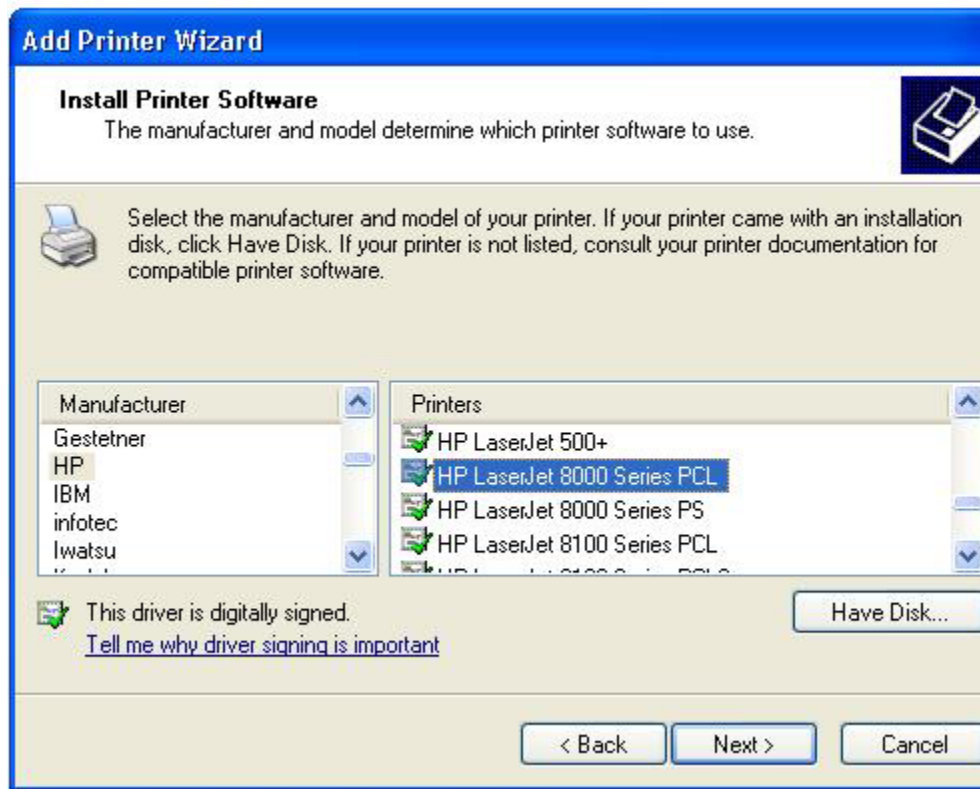 Add Printer Wizard
Install Printer Software
The manufacturer and model determine which printer software to use.
Select the manufacturer and model of your printer. If your printer came with an installation
disk, click Have Disk. If your printer is not listed, consult your printer documentation for
compatible printer software.
Manufacturer
Gestetner
HP
IBM
infotec
Iwatsu
Printers
HP LaserJet 500+
HP LaserJet 8000 Series PCL
HP LaserJet 8000 Series PS
HP LaserJet 8100 Series PCL
This driver is digitally signed.
Tell me why driver signing is important
Have Disk...
< Back
Next >
Cancel